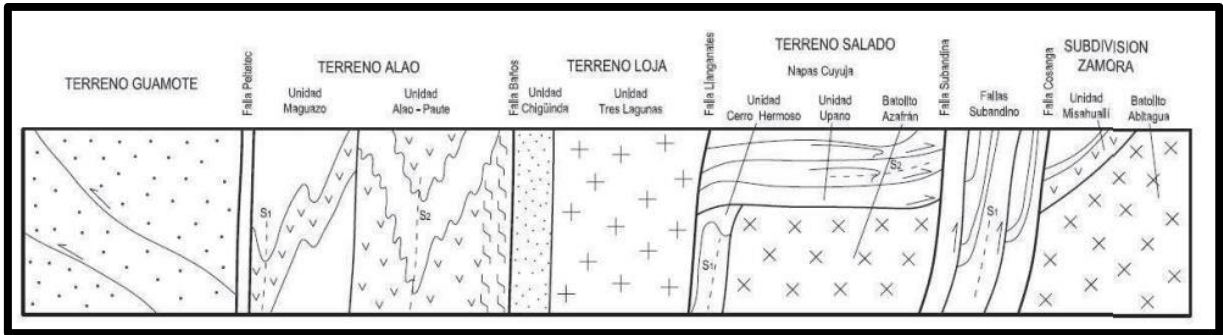 TERRENO GUAMOTE
Falla Peltetec
TERRENO ALAO
Unidad
Maguazo
Unidad
Alao - Paute
Falla Baños
TERRENO LOJA
Unidad
Chigüinda
Unidad
Tres Lagunas
Falla Llanganates
TERRENO SALADO
Napas Cuyuja
Unidad
Cerro Hermoso
Unidad
Upano
Batolito
Azafrán
Falla Subandina
Fallas
Subandino
Falla Cosanga
SUBDIVISION
ZAMORA
Unidad
Misahuallí
Batolito
Abitagua
S1
S2
S2
S1
S1